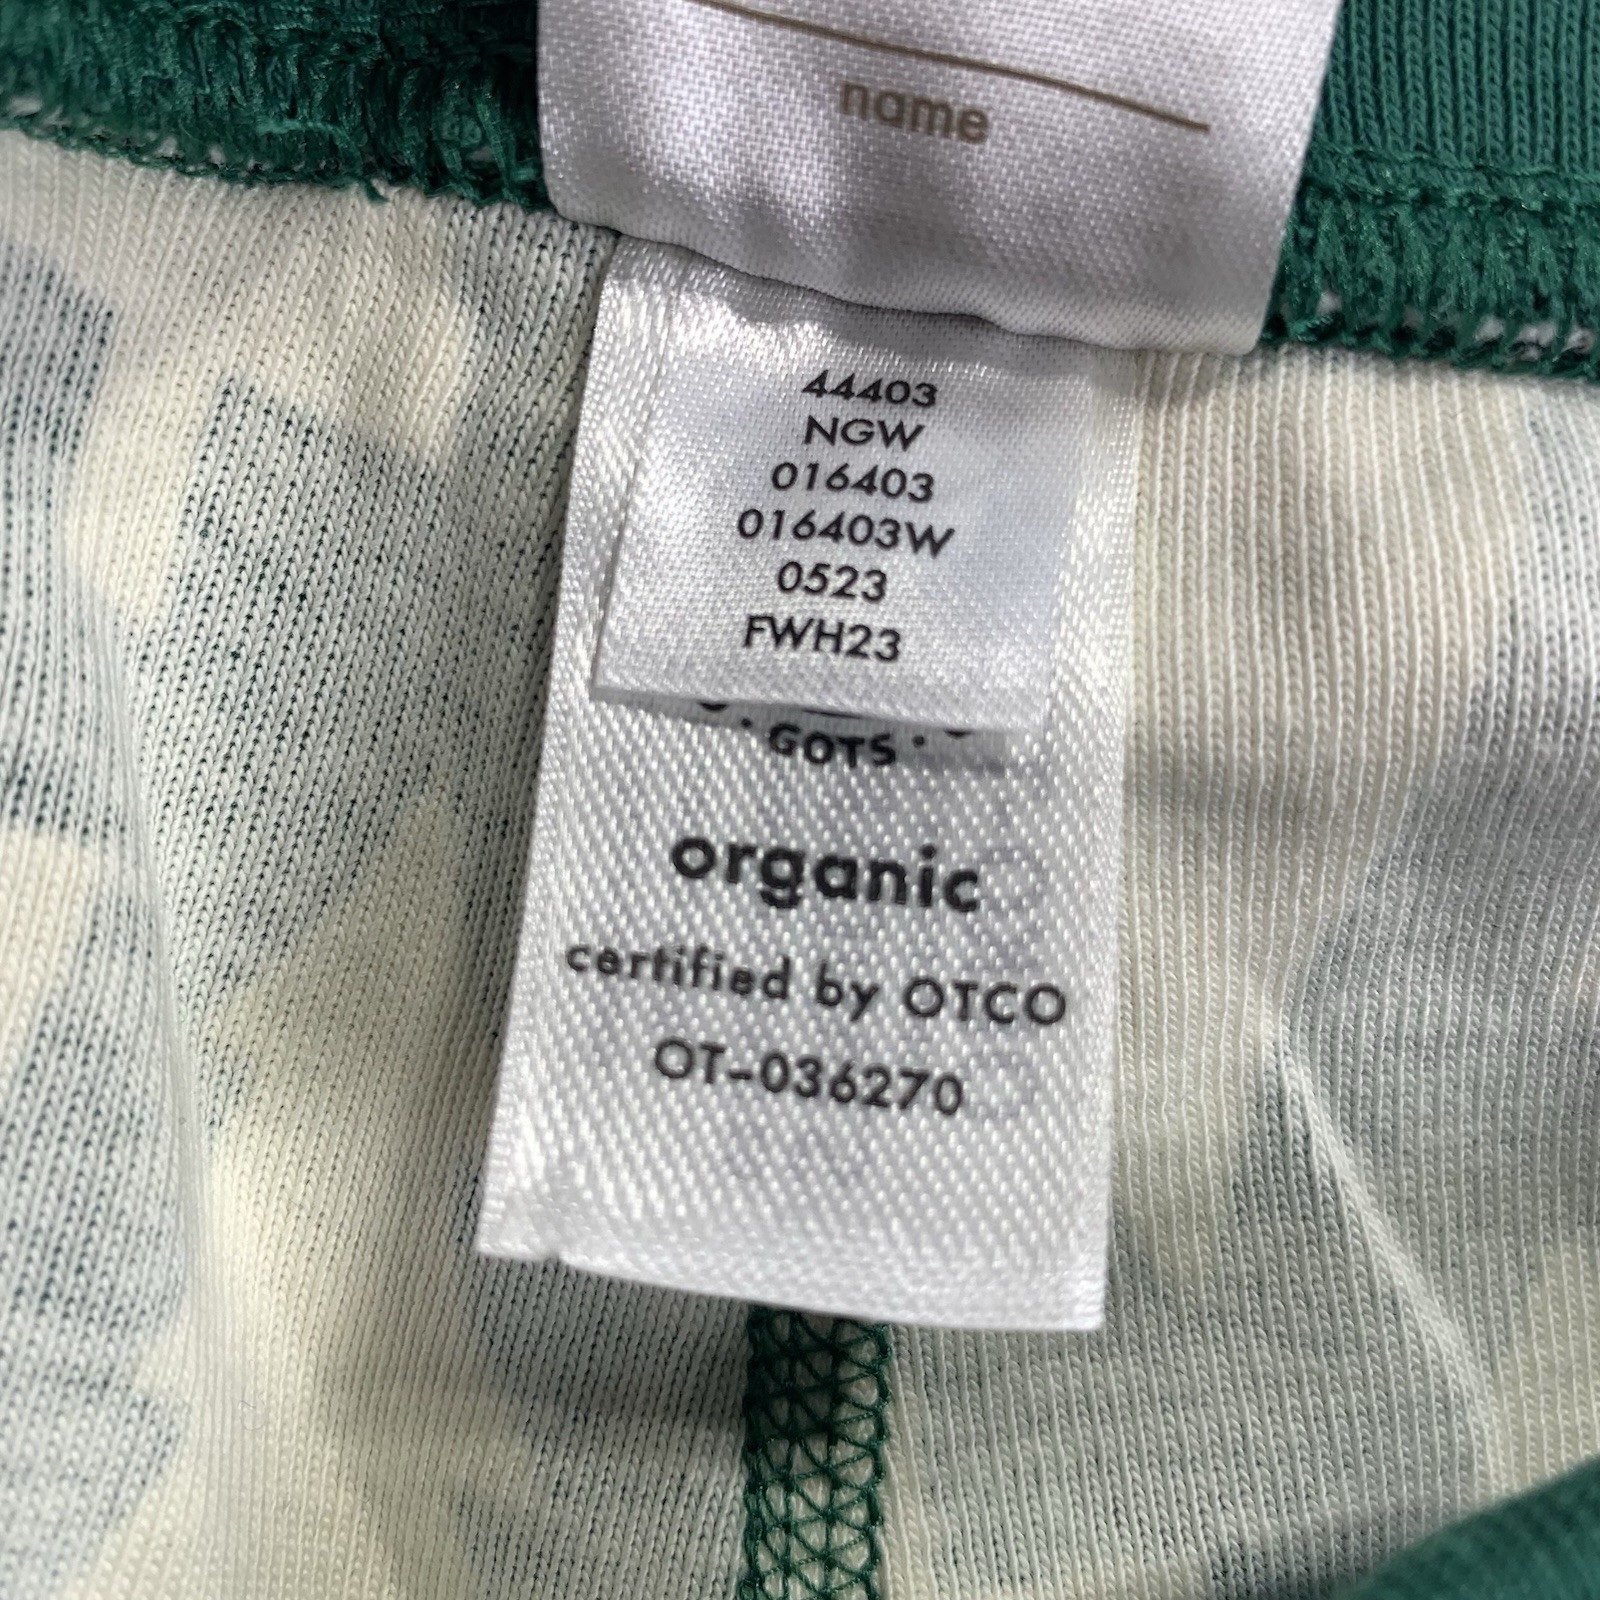 name
44403
NGW
016403
016403W
0523
FWH23
GOTS
organic
certified by OTCO
OT-036270